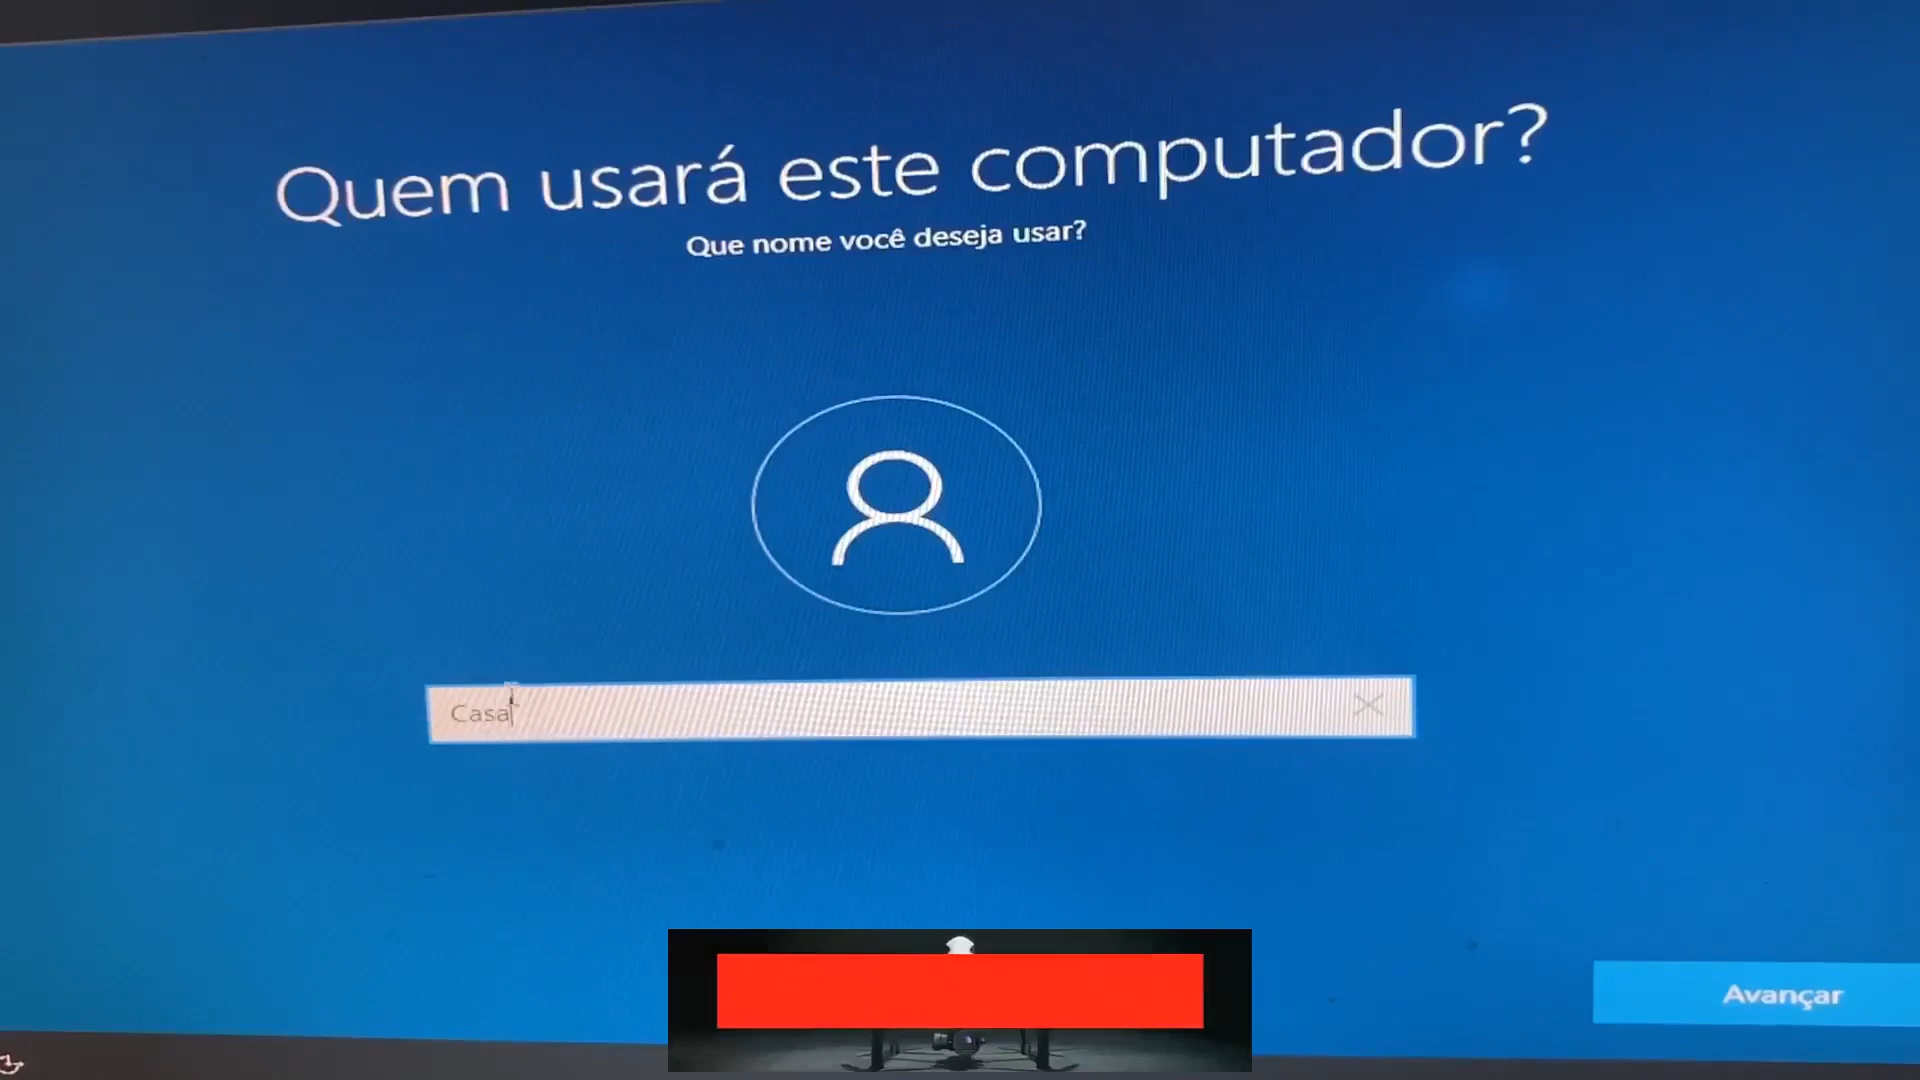 Quem usará este computador?
Que nome você deseja usar?
Casa
Avançar